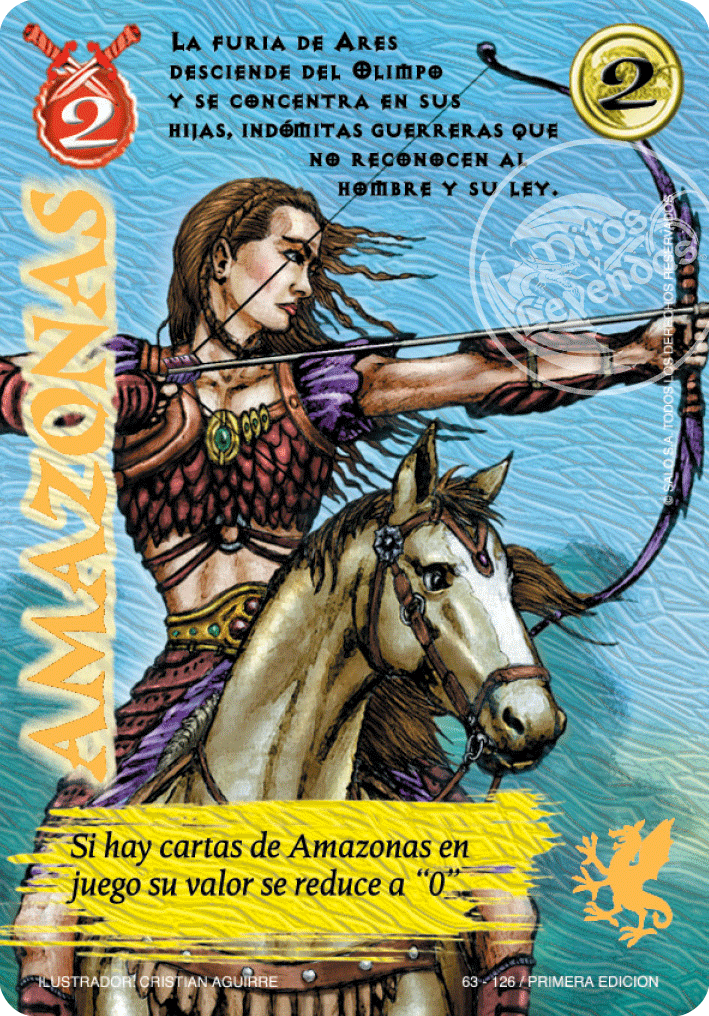 2
La furia de Ares
desciende del Olimpo
y se concentra en sus
hijas, indómitas guerreras que
no reconocen al
hombre y su ley.
2
AMAZONAS
Mitos
y
Leyendas
© SALO S.A. TODOS LOS DERECHOS RESERVADOS
Si hay cartas de Amazonas en
juego su valor se reduce a “0”
ILUSTRADOR: CRISTIAN AGUIRRE
63 - 126 / PRIMERA EDICION